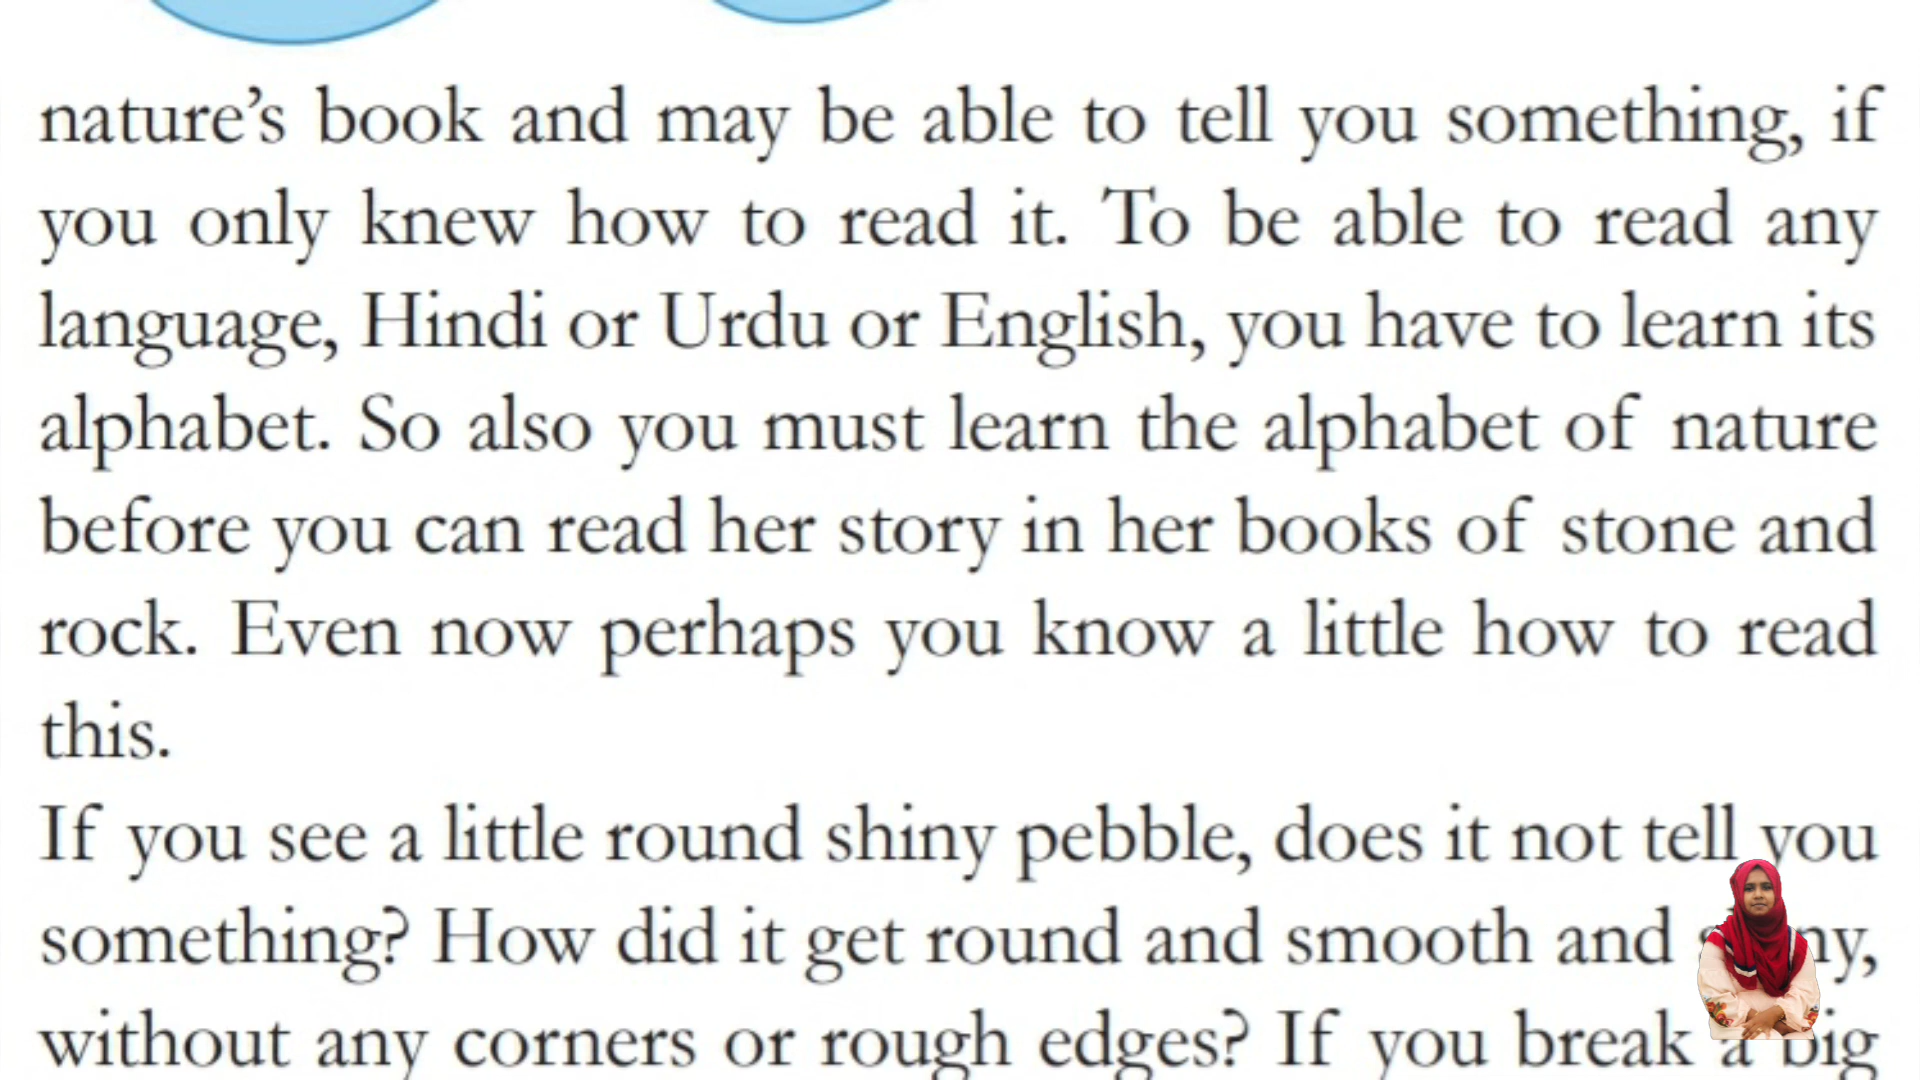 nature’s book and may be able to tell you something, if
you only knew how to read it. To be able to read any
language, Hindi or Urdu or English, you have to learn its
alphabet. So also you must learn the alphabet of nature
before you can read her story in her books of stone and
rock. Even now perhaps you know a little how to read
this.
If you see a little round shiny pebble, does it not tell you
something? How did it get round and smooth and
without any corners or rough edges? If you break a big